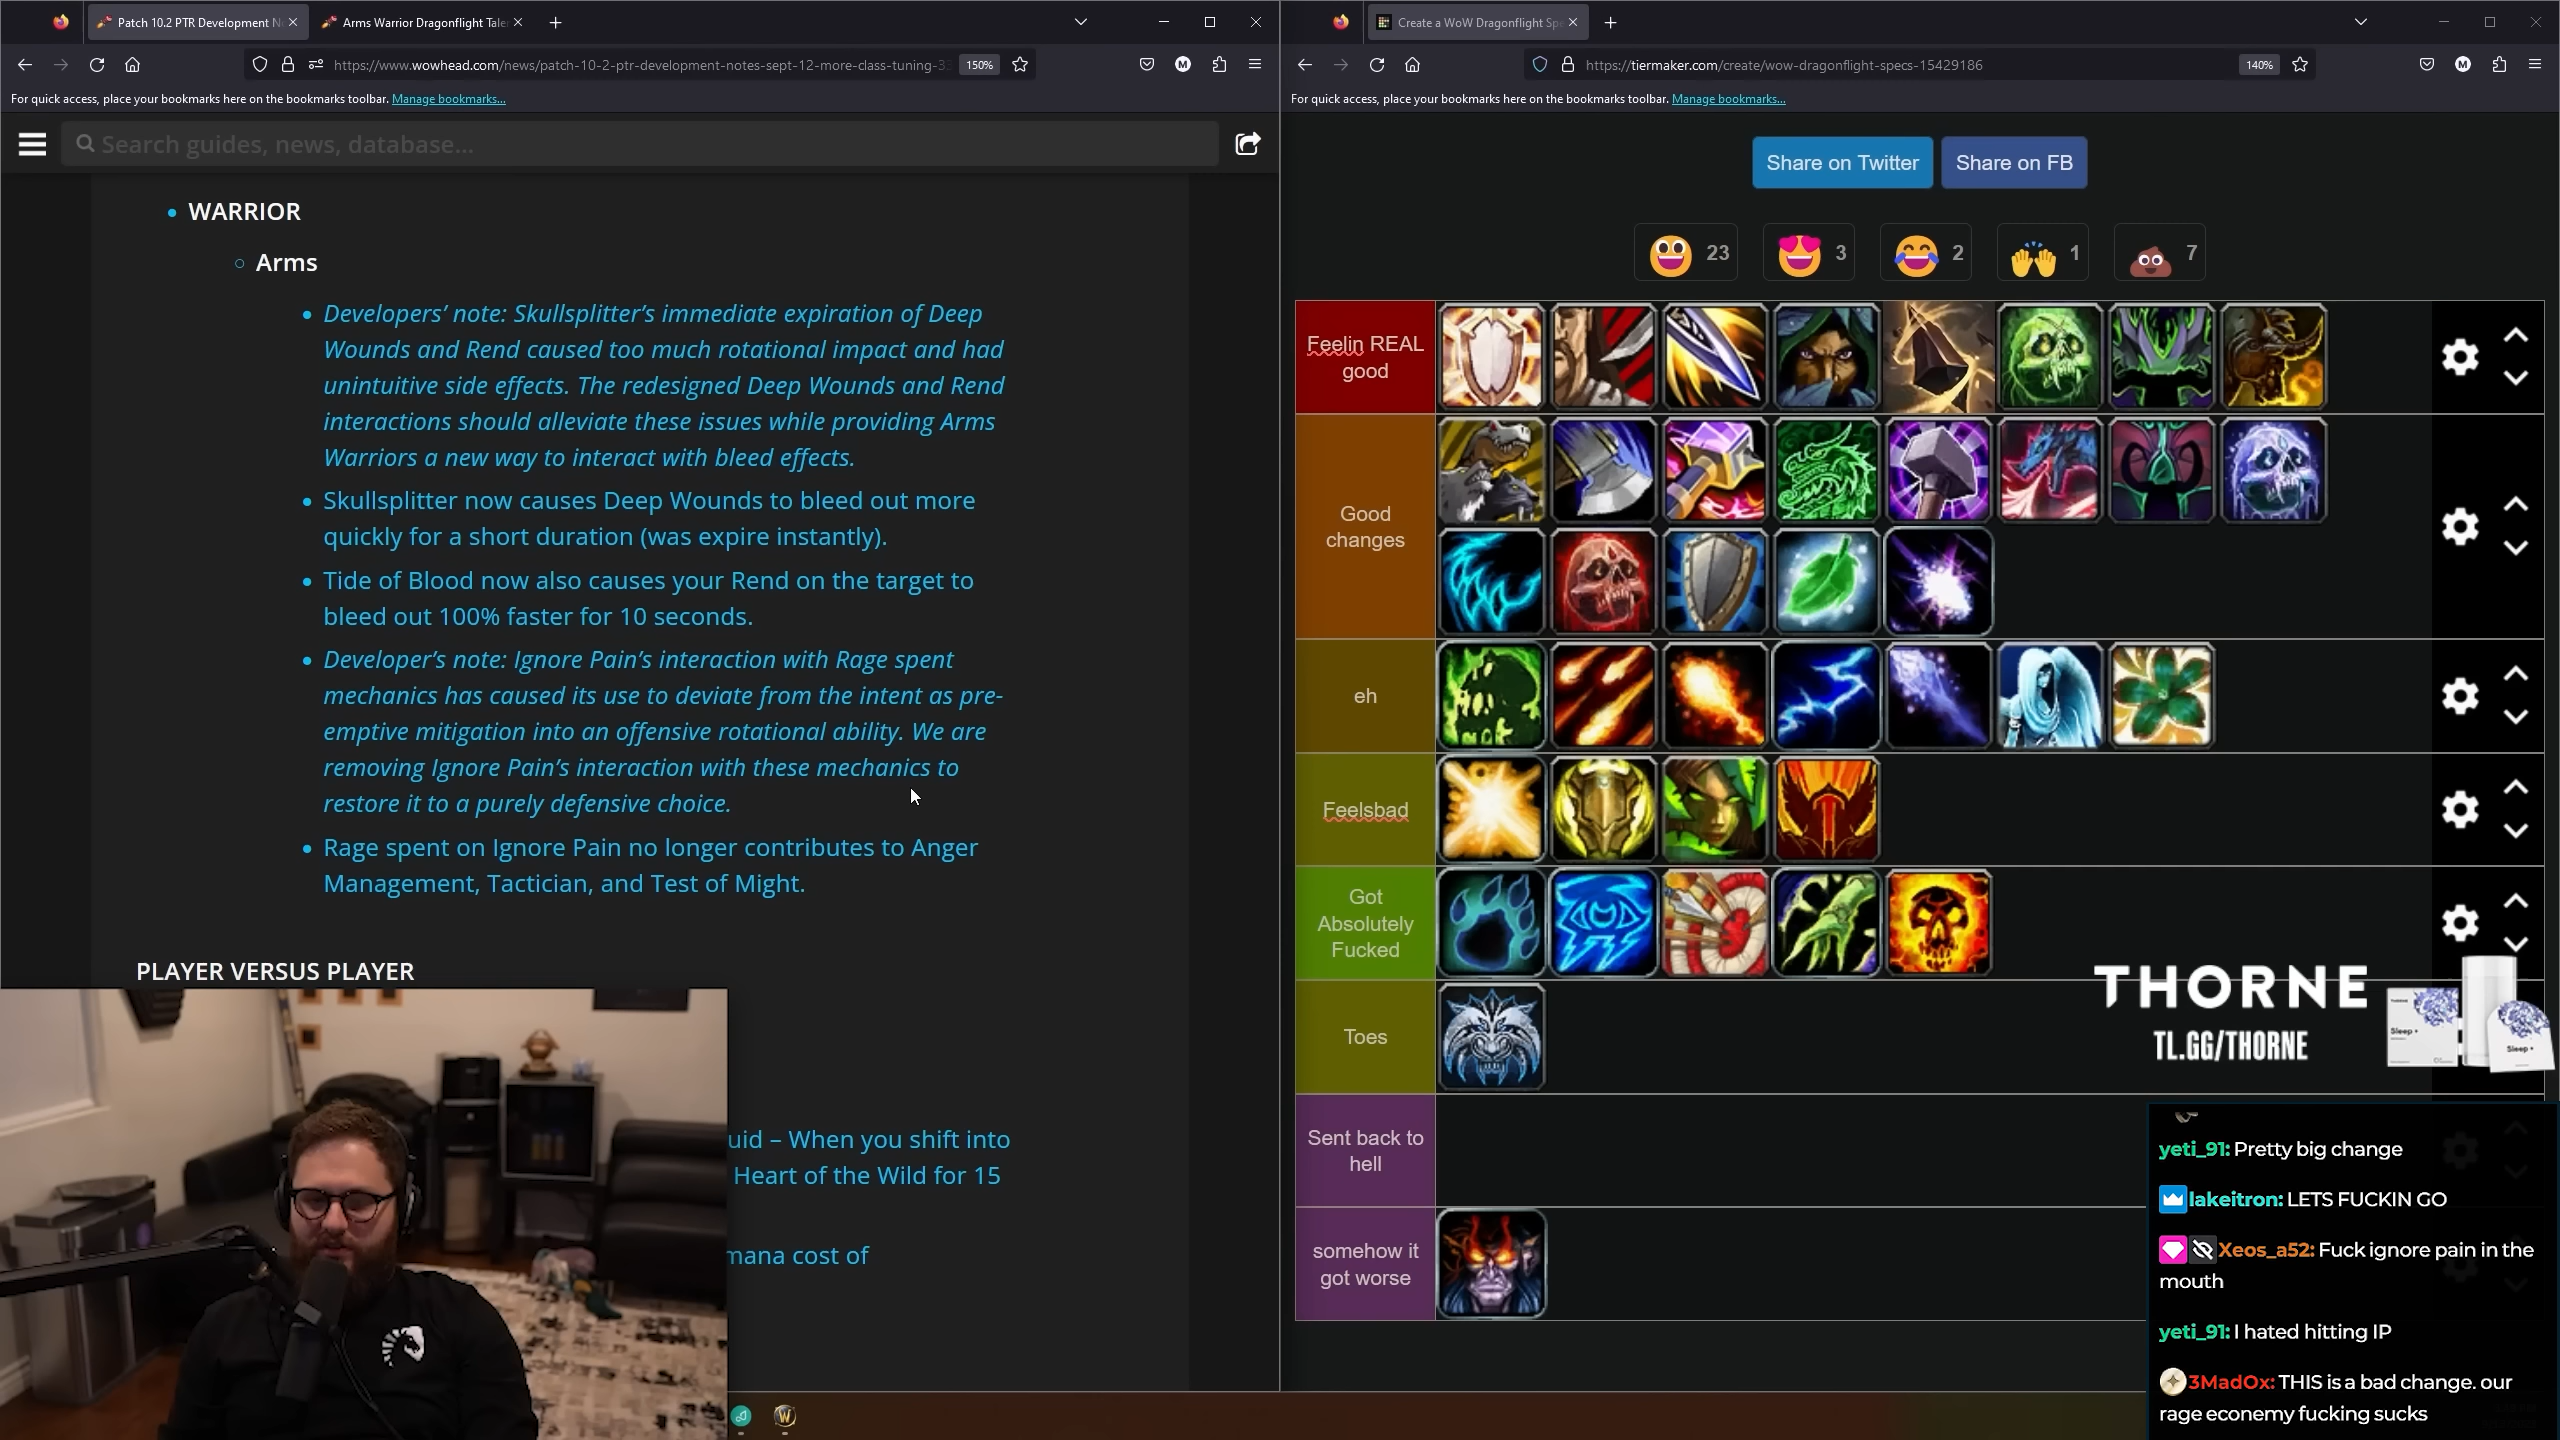 Patch 10.2 PTR Development N
Arms Warrior Dragonflight Tale
https://www.wowhead.com/news/patch-10-2-ptr-development-notes-sept-12-more-class-tuning-33
150%
For quick access, place your bookmarks here on the bookmarks toolbar. Manage bookmarks...
Search guides, news, database...
WARRIOR
Arms
Developers’ note: Skullsplitter’s immediate expiration of Deep
Wounds and Rend caused too much rotational impact and had
unintuitive side effects. The redesigned Deep Wounds and Rend
interactions should alleviate these issues while providing Arms
Warriors a new way to interact with bleed effects.
Skullsplitter now causes Deep Wounds to bleed out more
quickly for a short duration (was expire instantly).
Tide of Blood now also causes your Rend on the target to
bleed out 100% faster for 10 seconds.
Developer’s note: Ignore Pain’s interaction with Rage spent
mechanics has caused its use to deviate from the intent as pre-
emptive mitigation into an offensive rotational ability. We are
removing Ignore Pain’s interaction with these mechanics to
restore it to a purely defensive choice.
Rage spent on Ignore Pain no longer contributes to Anger
Management, Tactician, and Test of Might.
PLAYER VERSUS PLAYER
uid – When you shift into
Heart of the Wild for 15
mana cost of
Create a WoW Dragonflight Spe
https://tiermaker.com/create/wow-dragonflight-specs-15429186
140%
For quick access, place your bookmarks here on the bookmarks toolbar. Manage bookmarks...
Share on Twitter
Share on FB
23
3
2
1
7
Feelin REAL
good
Good
changes
eh
Feelsbad
Got
Absolutely
Fucked
Toes
Sent back to
hell
somehow it
got worse
THORNE
TL.GG/THORNE
Sleep+
Sleep+
yeti_91: Pretty big change
lakeitron: LETS FUCKIN GO
Xeos_a52: Fuck ignore pain in the
mouth
yeti_91: I hated hitting IP
3MadOx: THIS is a bad change. our
rage econemy fucking sucks